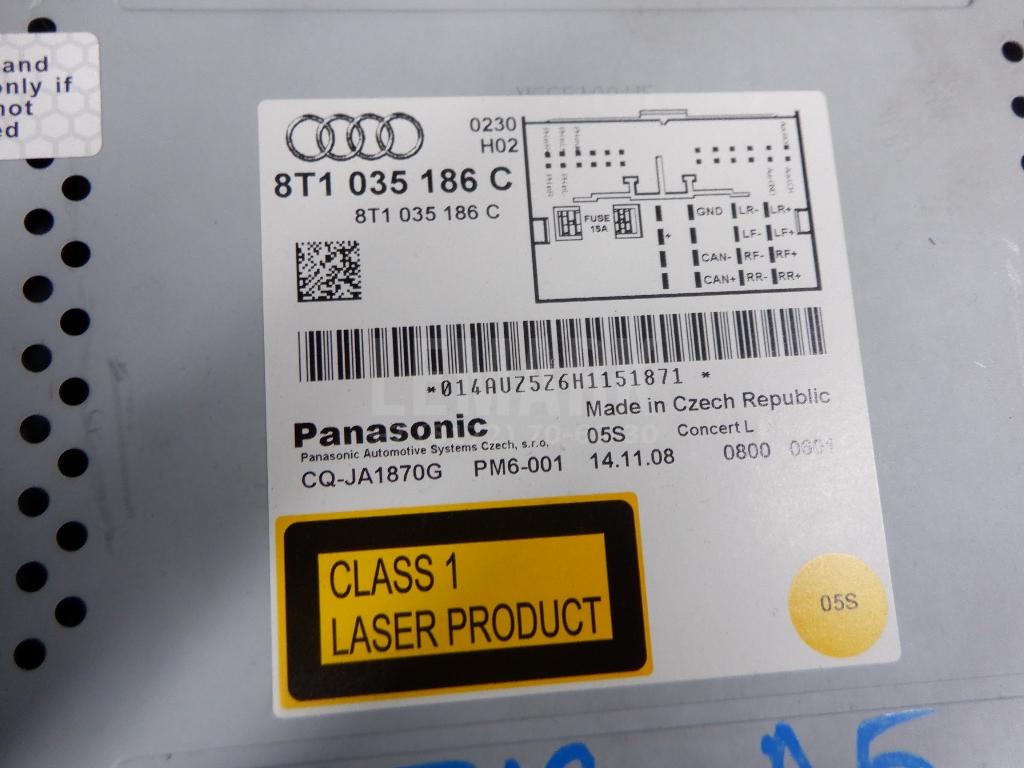 and
only if
not
ed
0230
H02
8T1 035 186 C
8T1 035 186 C
FUSE
15A
+
GND LR- LR+
LF- LF+
CAN- RF- RF+
CAN+ RR- RR+
*014AUZ5Z6H1151871 *
Panasonic
Made in Czech Republic
Panasonic Automotive Systems Czech, s.r.o.
05S Concert L
CQ-JA1870G PM6-001 14.11.08 0800 0601
CLASS 1
LASER PRODUCT
05S
A5